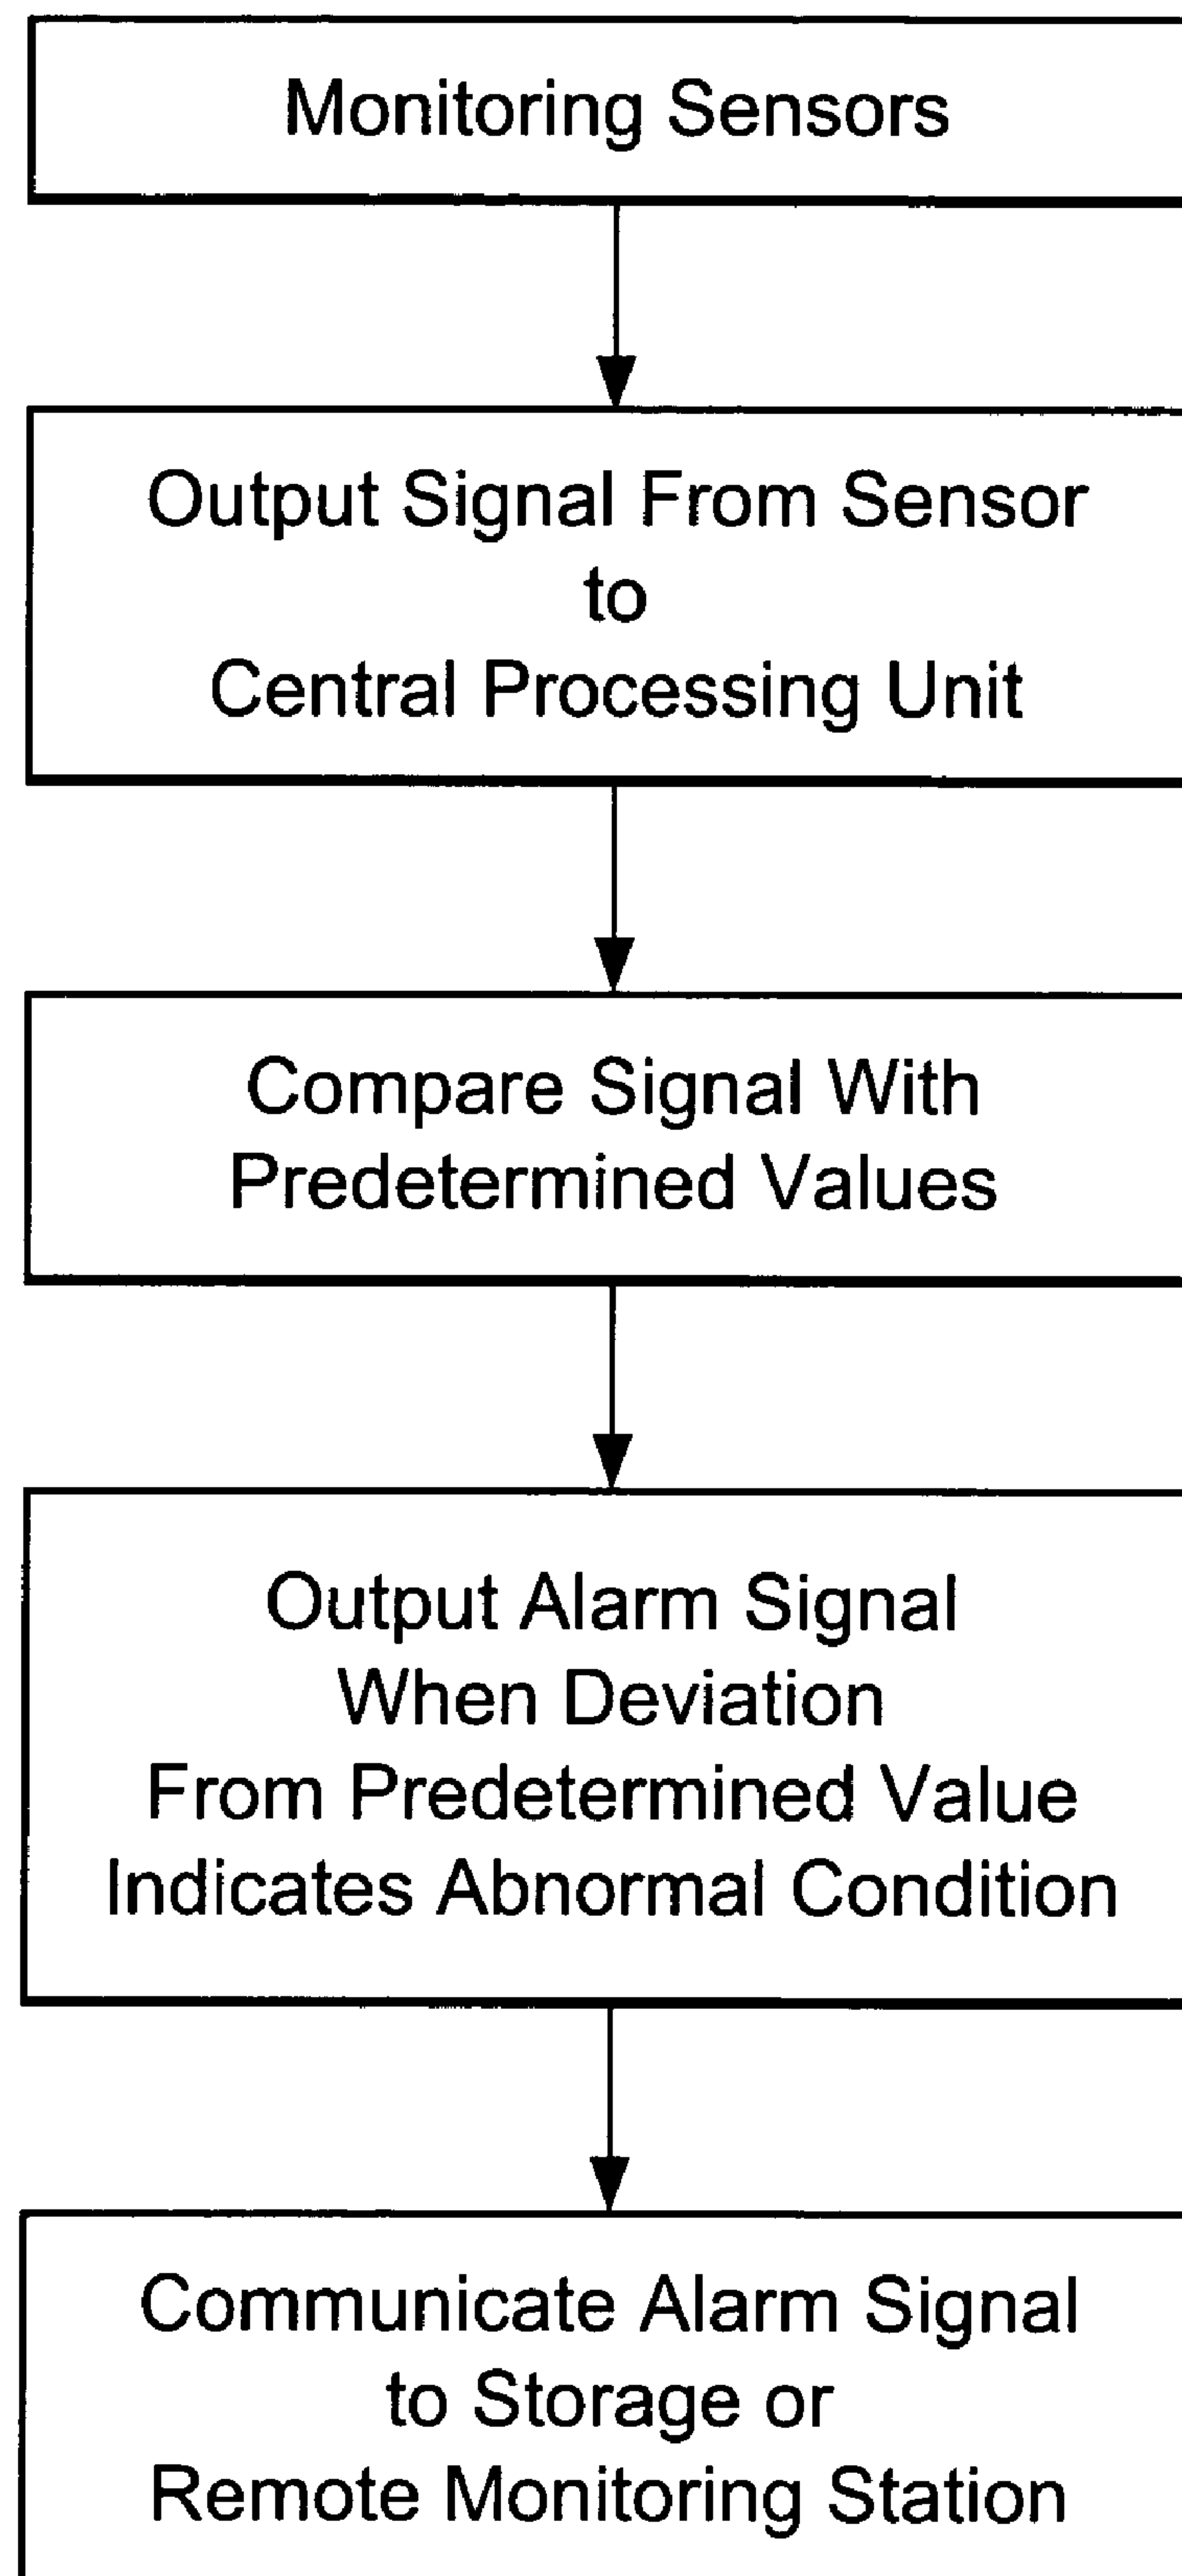 Monitoring Sensors
Output Signal From Sensor
to
Central Processing Unit
Compare Signal With
Predetermined Values
Output Alarm Signal
When Deviation
From Predetermined Value
Indicates Abnormal Condition
Communicate Alarm Signal
to Storage or
Remote Monitoring Station